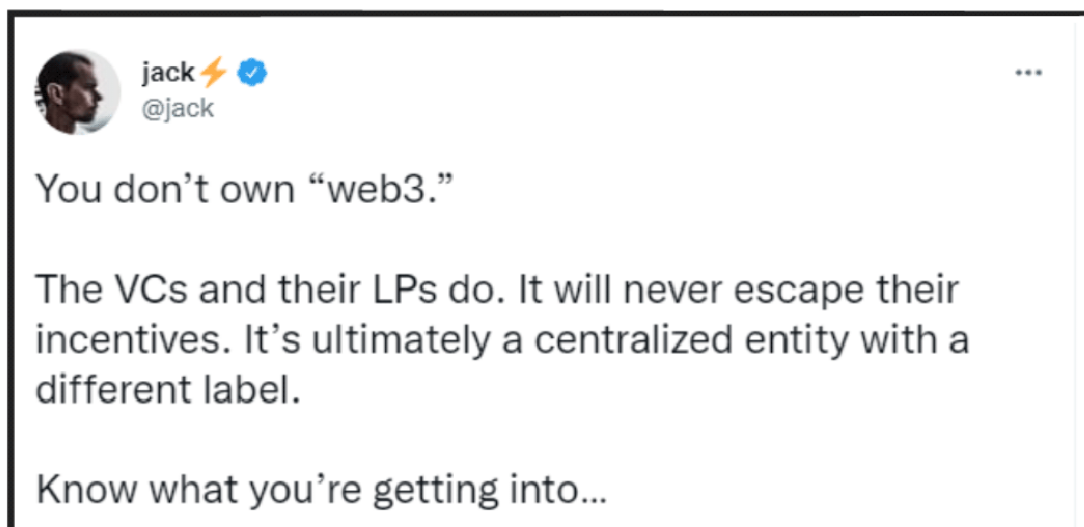 jack⚡
@jack
You don’t own “web3.”
The VCs and their LPs do. It will never escape their
incentives. It’s ultimately a centralized entity with a
different label.
Know what you’re getting into…